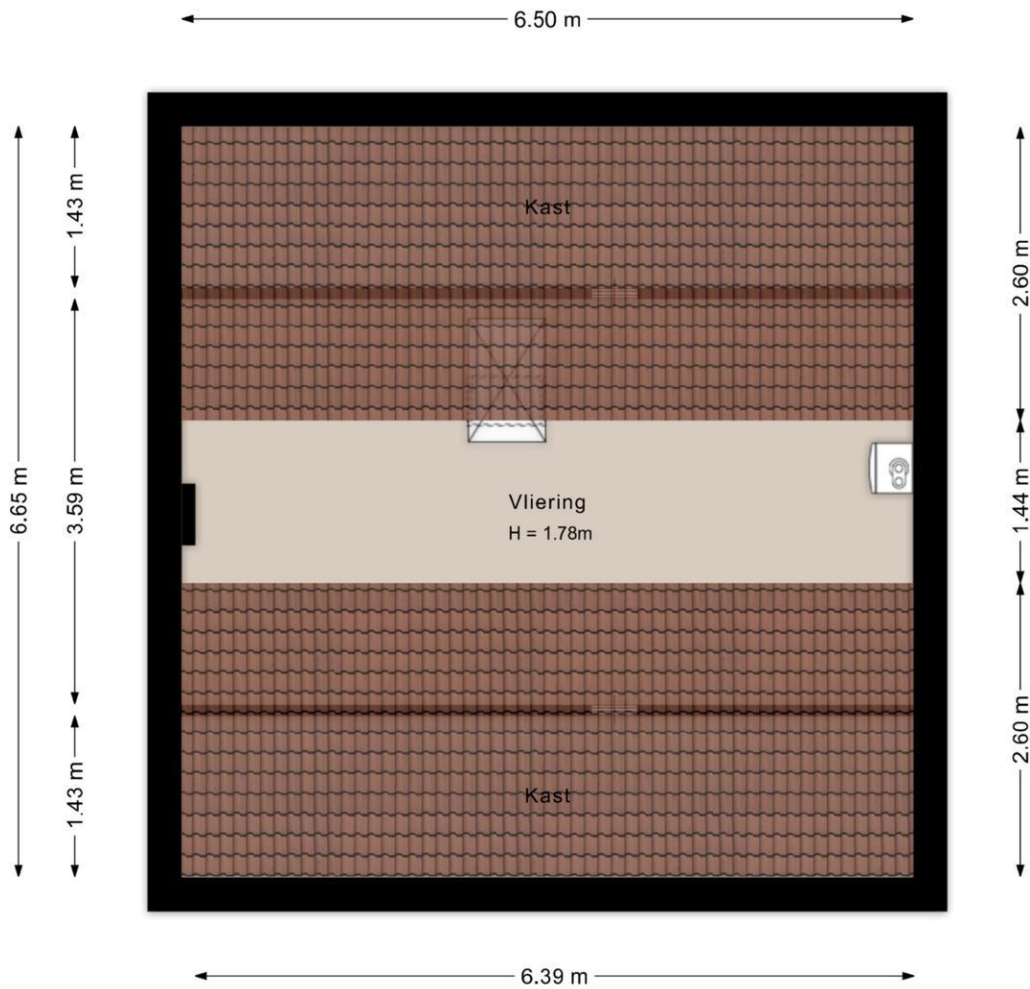 6.50 m
1.43 m
Kast
2.60 m
6.65 m
3.59 m
Vliering
H = 1.78m
1.44 m
1.43 m
Kast
2.60 m
6.39 m